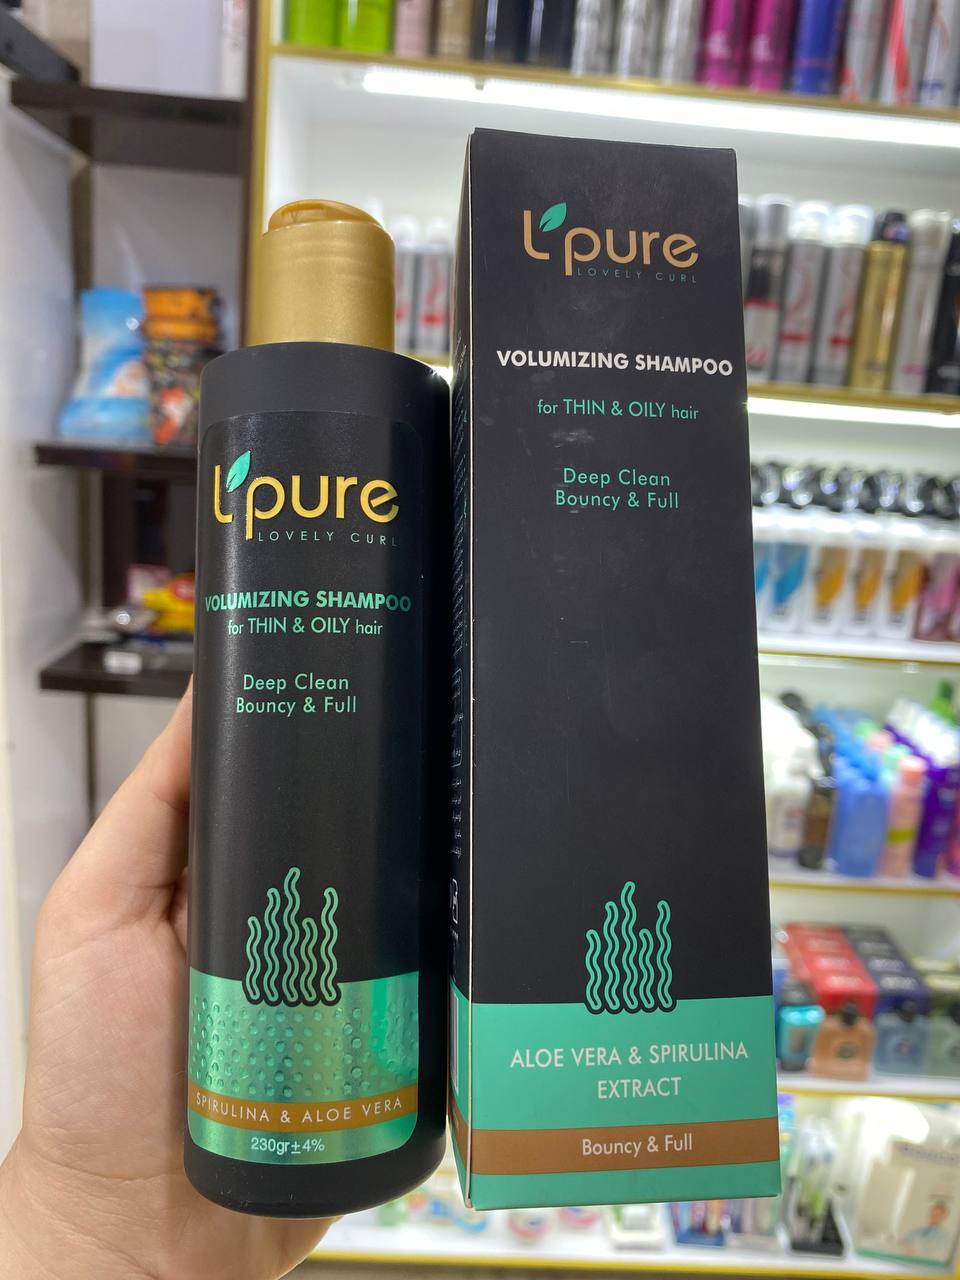 L'pure
LOVELY CURL
VOLUMIZING SHAMPOO
for THIN & OILY hair
Deep Clean
Bouncy & Full
SPIRULINA & ALOE VERA
230gr±4%
L'pure
LOVELY CURL
VOLUMIZING SHAMPOO
for THIN & OILY hair
Deep Clean
Bouncy & Full
ALOE VERA & SPIRULINA
EXTRACT
Bouncy & Full